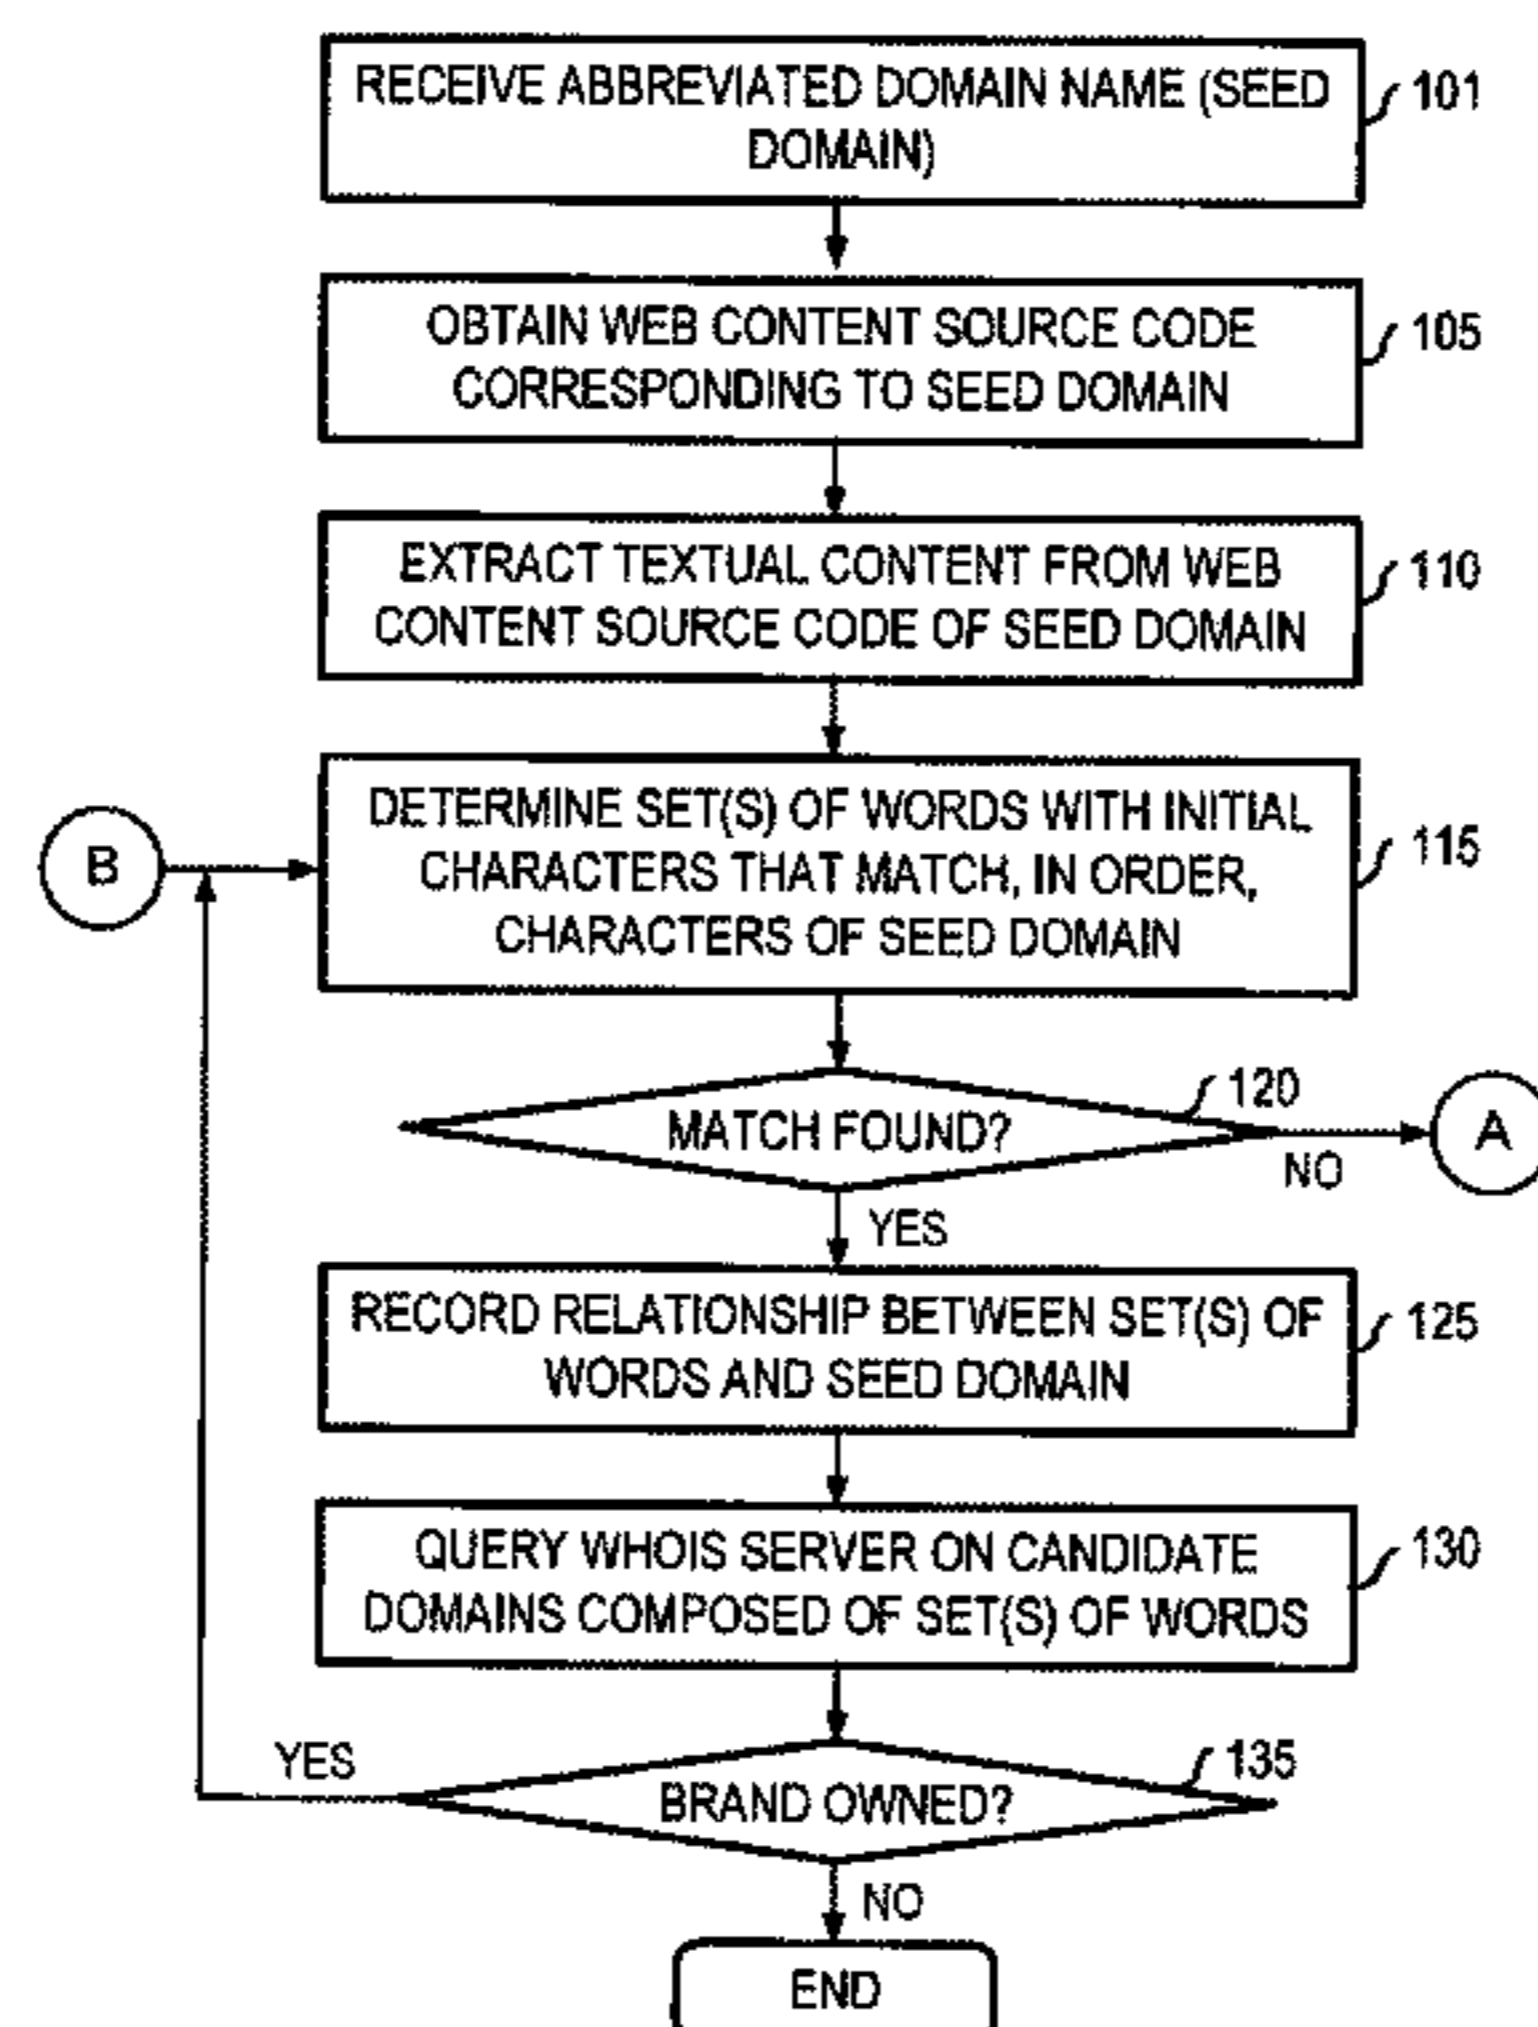 RECEIVE ABBREVIATED DOMAIN NAME (SEED
DOMAIN)
101
OBTAIN WEB CONTENT SOURCE CODE
CORRESPONDING TO SEED DOMAIN
105
EXTRACT TEXTUAL CONTENT FROM WEB
CONTENT SOURCE CODE OF SEED DOMAIN
110
B
DETERMINE SET(S) OF WORDS WITH INITIAL
CHARACTERS THAT MATCH, IN ORDER,
CHARACTERS OF SEED DOMAIN
115
MATCH FOUND?
120
NO
A
YES
RECORD RELATIONSHIP BETWEEN SET(S) OF
WORDS AND SEED DOMAIN
125
QUERY WHOIS SERVER ON CANDIDATE
DOMAINS COMPOSED OF SET(S) OF WORDS
130
YES
BRAND OWNED?
135
NO
END